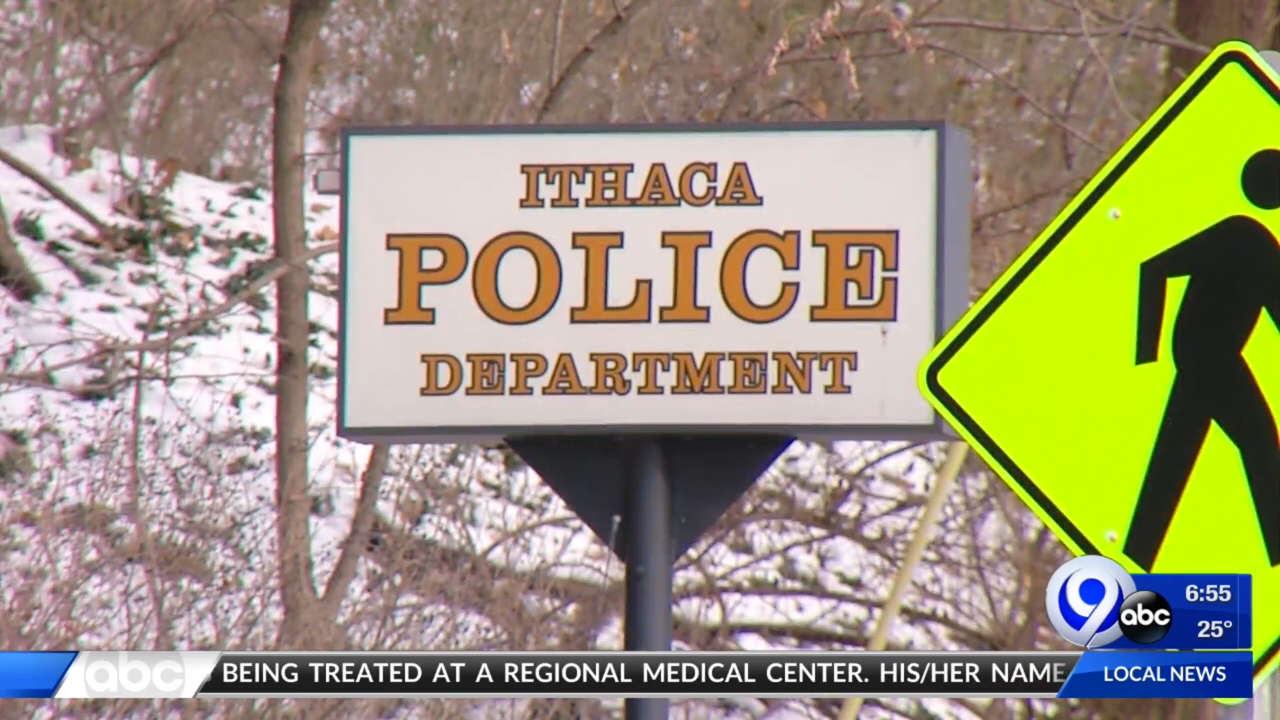 ITHACA
POLICE
DEPARTMENT
9
abc
6:55
25°
abc
BEING TREATED AT A REGIONAL MEDICAL CENTER. HIS/HER NAME
LOCAL NEWS